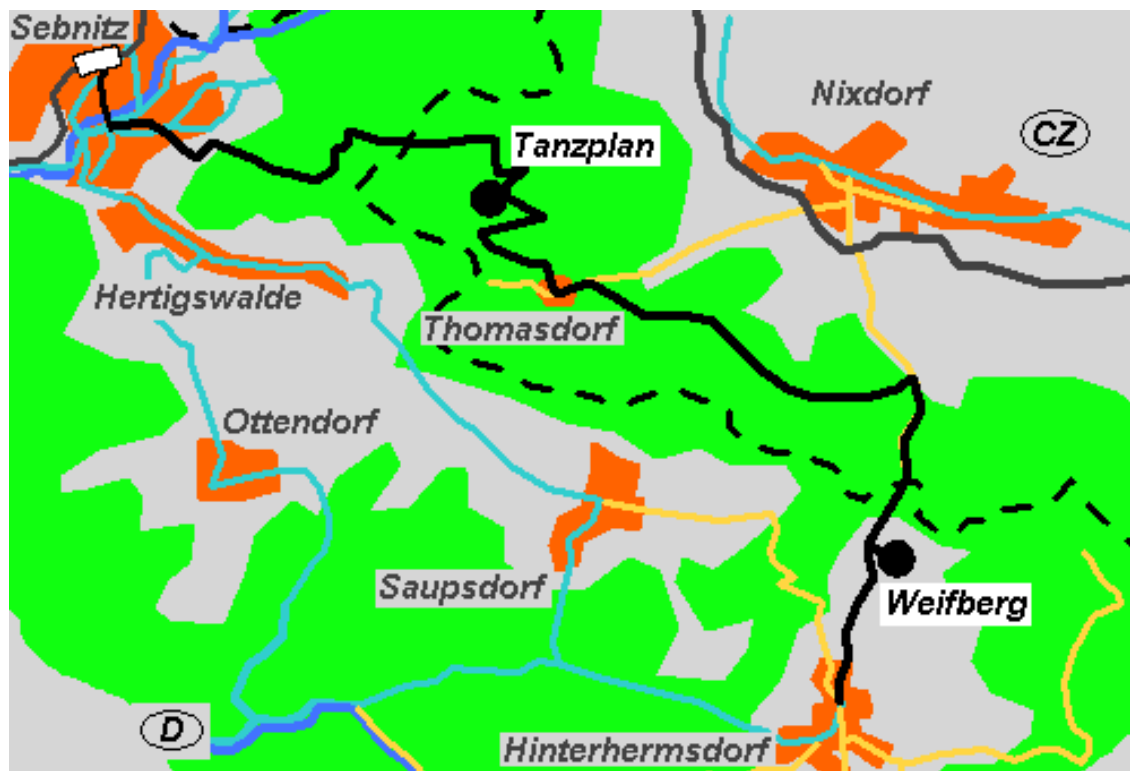 Sebnitz
Nixdorf
CZ
Tanzplan
Hertigswalde
Thomasdorf
Ottendorf
Saupsdorf
Weifberg
D
Hinterhermsdorf